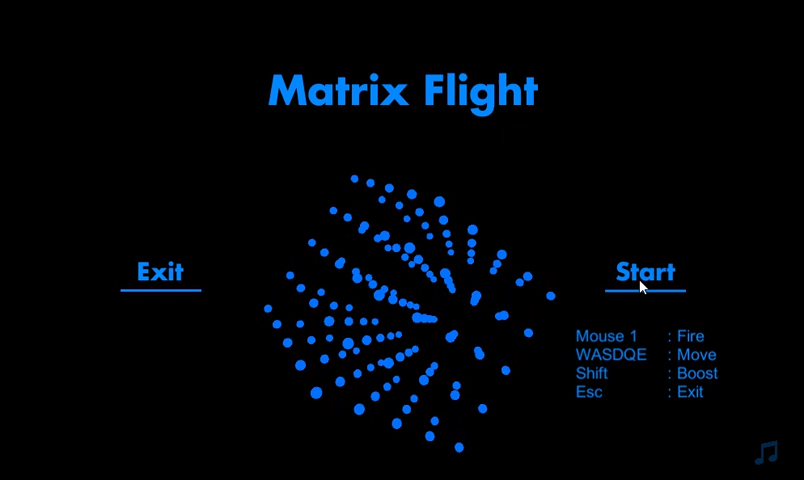 Matrix Flight
Exit
Start
Mouse 1 : Fire
WASDQE : Move
Shift : Boost
Esc : Exit